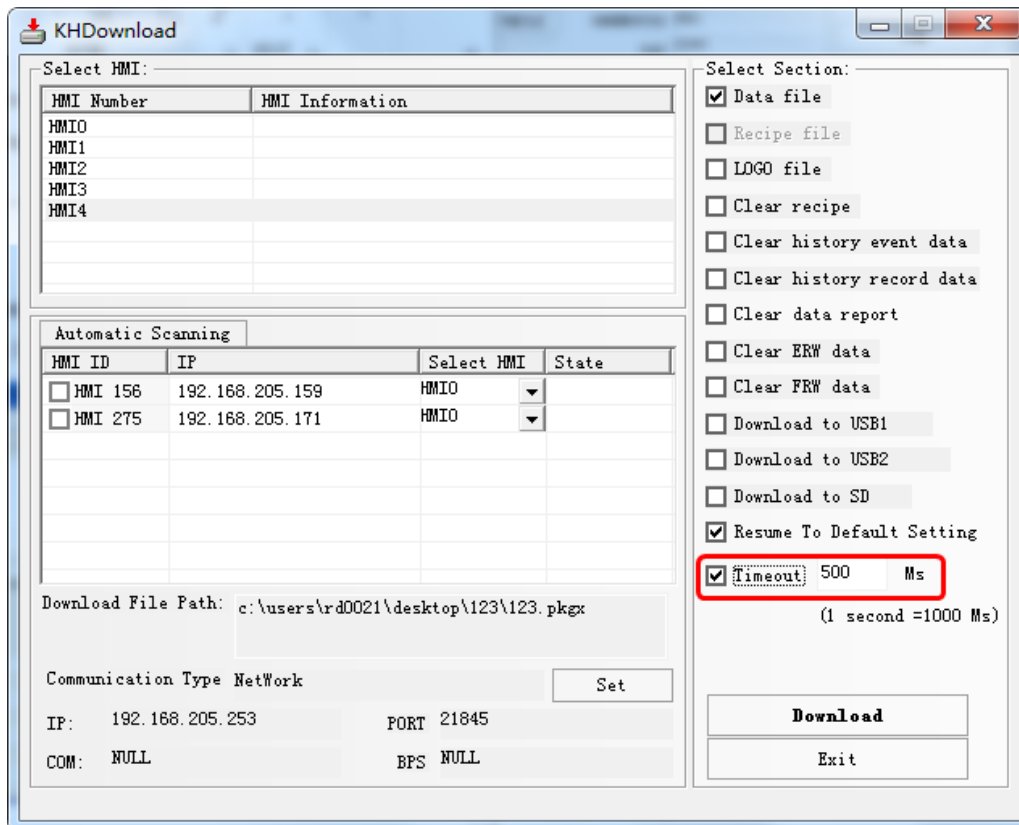 KHDownload
Select HMI:
HMI Number HMI Information
HMI0
HMI1
HMI2
HMI3
HMI4
Automatic Scanning
HMI ID IP Select HMI State
HMI 156 192.168.205.159 HMI0
HMI 275 192.168.205.171 HMI0
Download File Path: c:\users\rd0021\desktop\123\123.pkgx
Communication Type NetWork Set
IP: 192.168.205.253 PORT 21845
COM: NULL BPS NULL
Select Section:
Data file
Recipe file
LOGO file
Clear recipe
Clear history event data
Clear history record data
Clear data report
Clear ERW data
Clear FRW data
Download to USB1
Download to USB2
Download to SD
Resume To Default Setting
Timeout 500 Ms
(1 second =1000 Ms)
Download
Exit